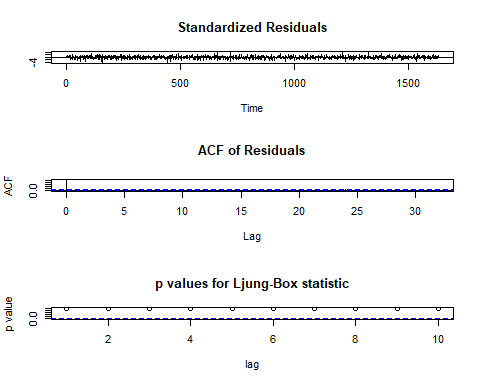 Standardized Residuals
-4
0 500 1000 1500
Time
ACF of Residuals
ACF
0.0
0 5 10 15 20 25 30
Lag
p values for Ljung-Box statistic
p value
0.0
2 4 6 8 10
lag